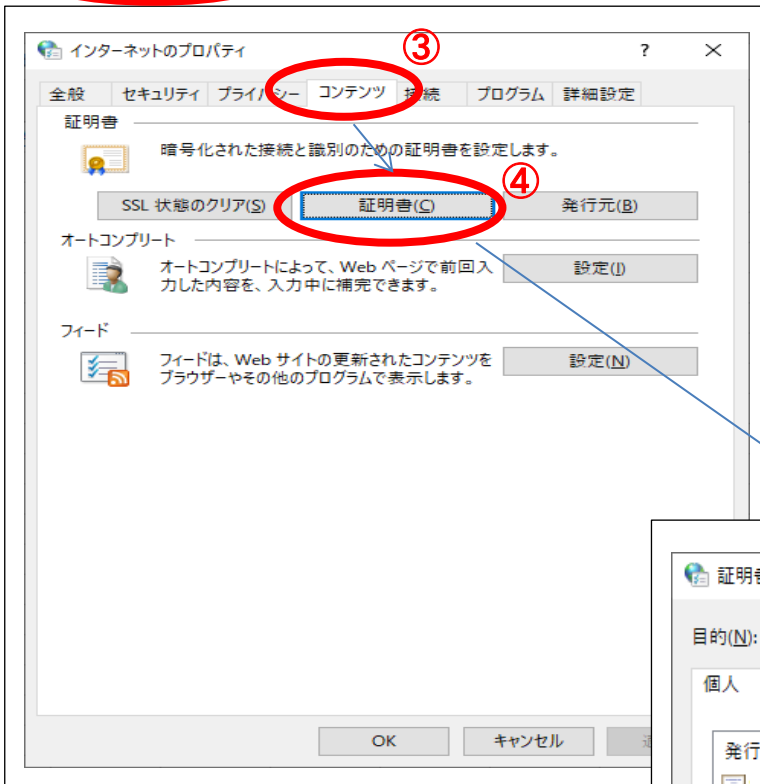 ③
インターネットのプロパティ
?
全般 セキュリティ プライバシー コンテンツ 接続 プログラム 詳細設定
証明書
暗号化された接続と識別のための証明書を設定します。
④
SSL 状態のクリア(S) 証明書(C) 発行元(B)
オートコンプリート
オートコンプリートによって、Web ページで前回入 設定(I)
力した内容を、入力中に補完できます。
フィード
フィードは、Web サイトの更新されたコンテンツを 設定(N)
ブラウザーやその他のプログラムで表示します。
証明
目的(N):
個人
OK キャンセル
発行